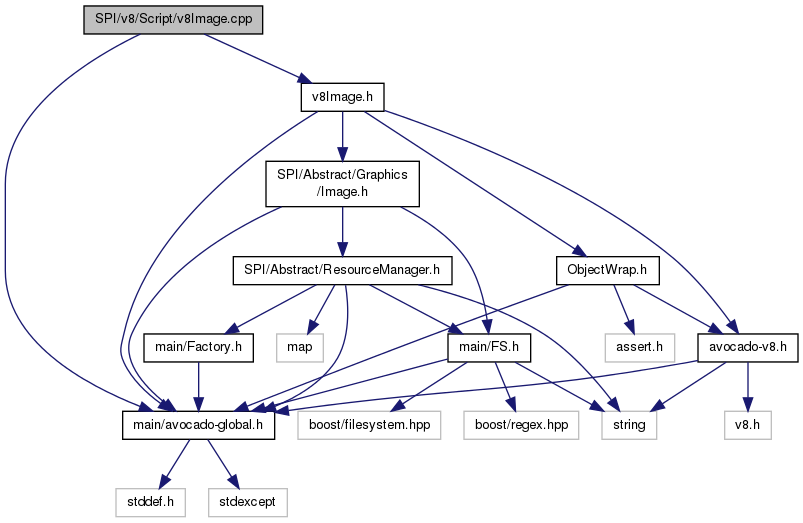 SPI/v8/Script/v8Image.cpp
v8Image.h
SPI/Abstract/Graphics
/Image.h
SPI/Abstract/ResourceManager.h
ObjectWrap.h
main/Factory.h
map
main/FS.h
assert.h
avocado-v8.h
main/avocado-global.h
boost/filesystem.hpp
boost/regex.hpp
string
v8.h
stddef.h
stdexcept